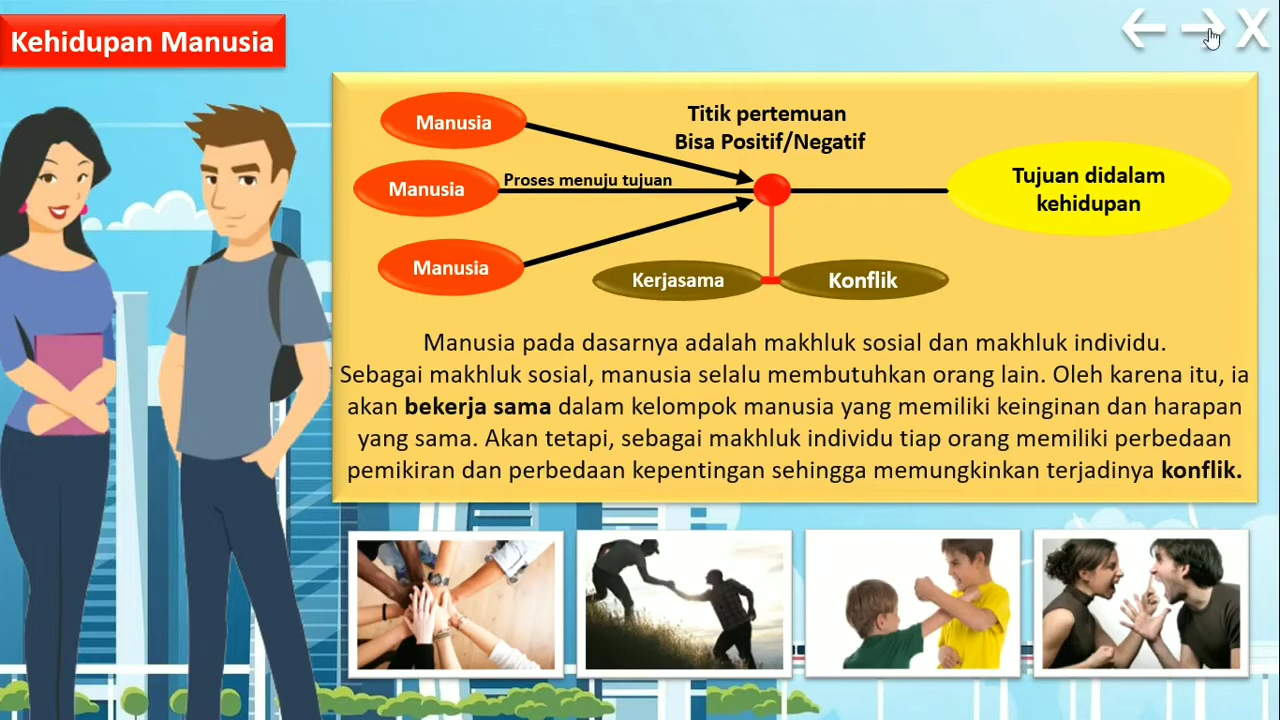 Kehidupan Manusia
X
Manusia
Titik pertemuan
Bisa Positif/Negatif
Manusia
Proses menuju tujuan
Tujuan didalam
kehidupan
Manusia
Kerjasama
Konflik
Manusia pada dasarnya adalah makhluk sosial dan makhluk individu.
Sebagai makhluk sosial, manusia selalu membutuhkan orang lain. Oleh karena itu, ia
akan bekerja sama dalam kelompok manusia yang memiliki keinginan dan harapan
yang sama. Akan tetapi, sebagai makhluk individu tiap orang memiliki perbedaan
pemikiran dan perbedaan kepentingan sehingga memungkinkan terjadinya konflik.